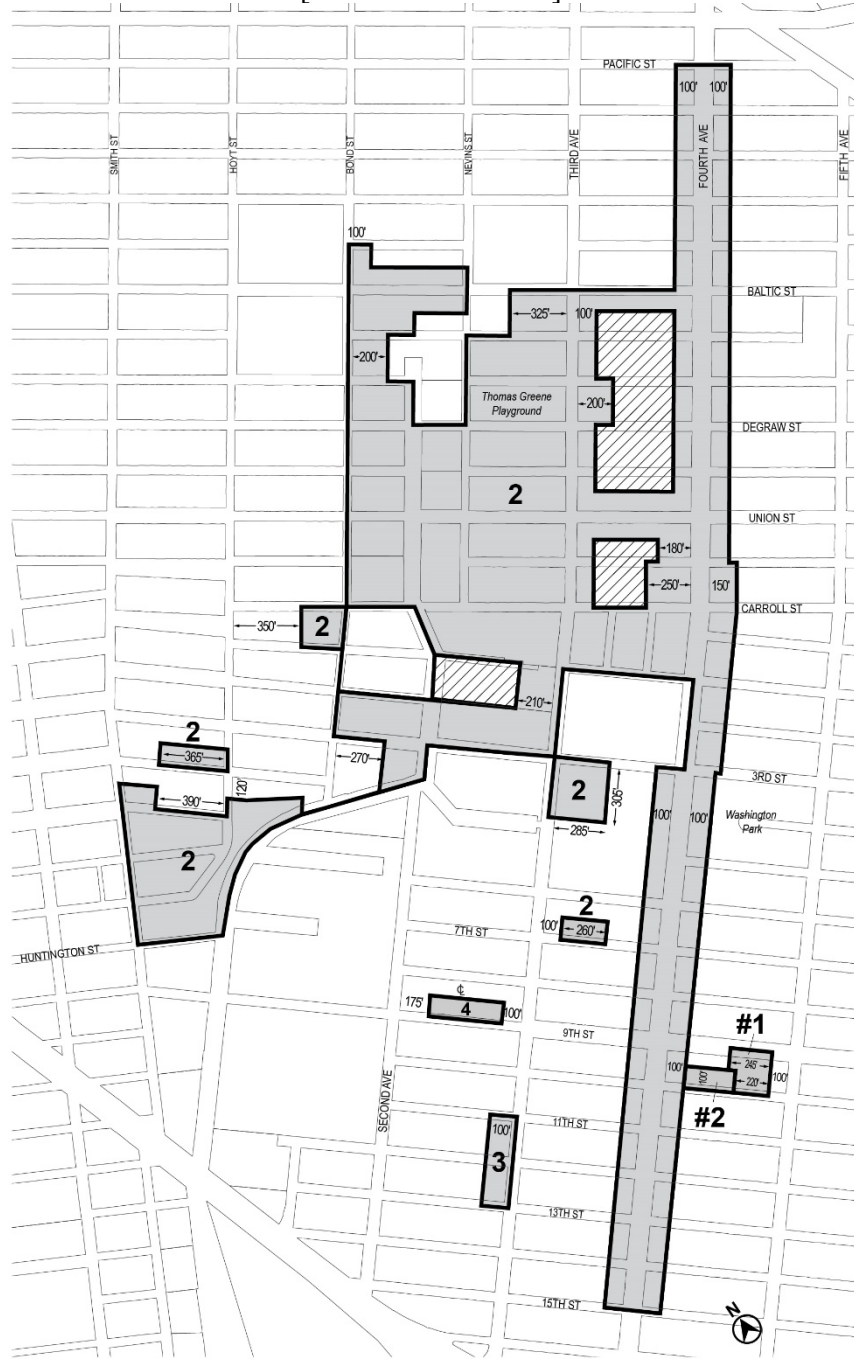 PACIFIC ST
100' 100'
SMITH ST
HOYT ST
BOND ST
NEVINS ST
THIRD AVE
FOURTH AVE
FIFTH AVE
100'
BALTIC ST
325' 100'
200'
Thomas Greene
Playground
200'
DEGRAW ST
2
UNION ST
180'
250' 150'
CARROLL ST
350' 2
210'
2
365'
270'
3RD ST
120'
390'
2
305'
285'
100' 100'
Washington
Park
2
2
100' 260'
7TH ST
HUNTINGTON ST
℄
175' 4 100'
9TH ST
#1
245'
100' 100' 220' 100'
#2
SECOND AVE
11TH ST
100'
3
13TH ST
15TH ST
N